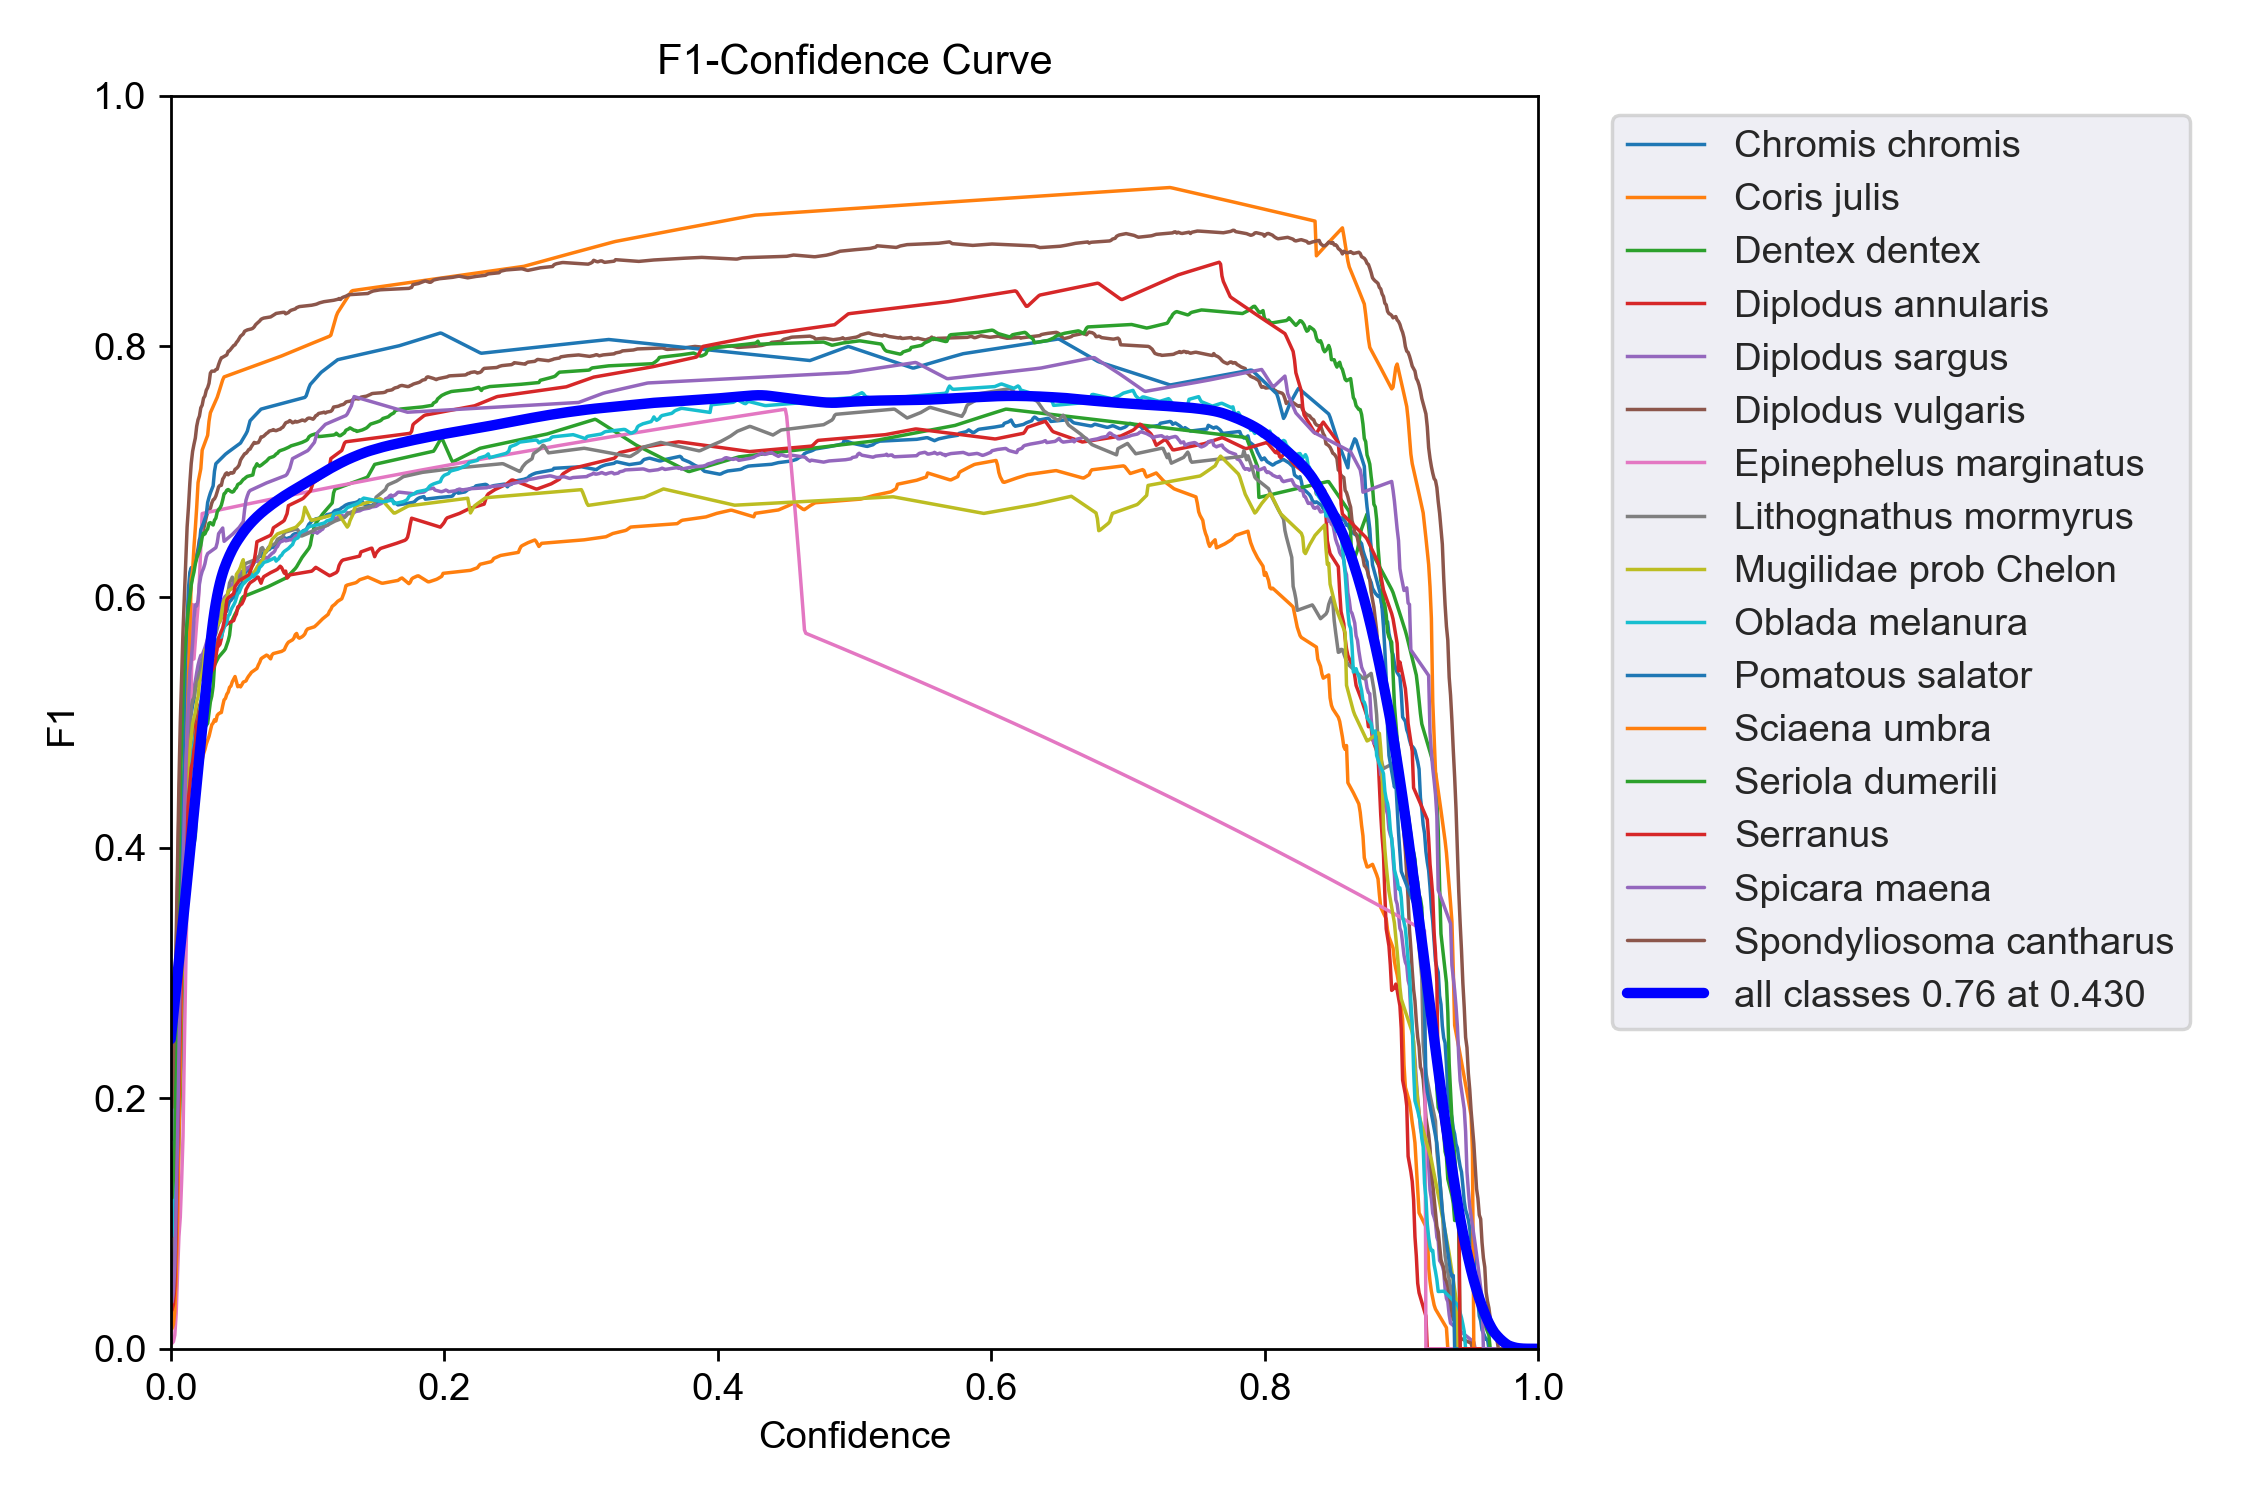 F1-Confidence Curve
1.0
0.8
0.6
0.4
0.2
0.0
F1
0.0 0.2 0.4 0.6 0.8 1.0
Confidence
Chromis chromis
Coris julis
Dentex dentex
Diplodus annularis
Diplodus sargus
Diplodus vulgaris
Epinephelus marginatus
Lithognathus mormyrus
Mugilidae prob Chelon
Oblada melanura
Pomatous salator
Sciaena umbra
Seriola dumerili
Serranus
Spicara maena
Spondyliosoma cantharus
all classes 0.76 at 0.430